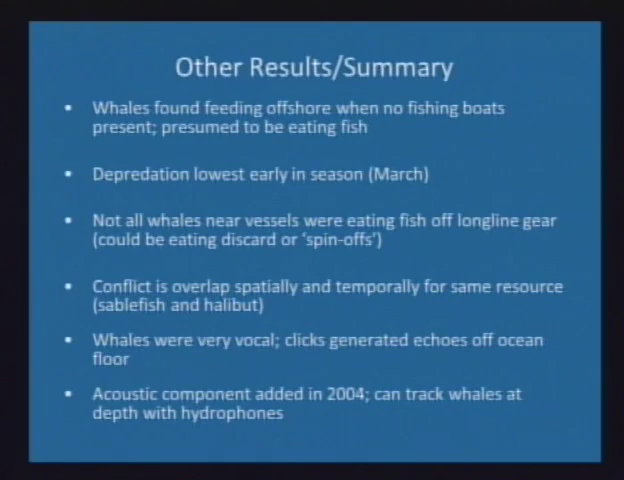 Other Results/Summary
• Whales found feeding offshore when no fishing boats
present; presumed to be eating fish
• Depredation lowest early in season (March)
• Not all whales near vessels were eating fish off longline gear
(could be eating discard or 'spin-offs')
• Conflict is overlap spatially and temporally for same resource
(sablefish and halibut)
• Whales were very vocal; clicks generated echoes off ocean
floor
• Acoustic component added in 2004; can track whales at
depth with hydrophones